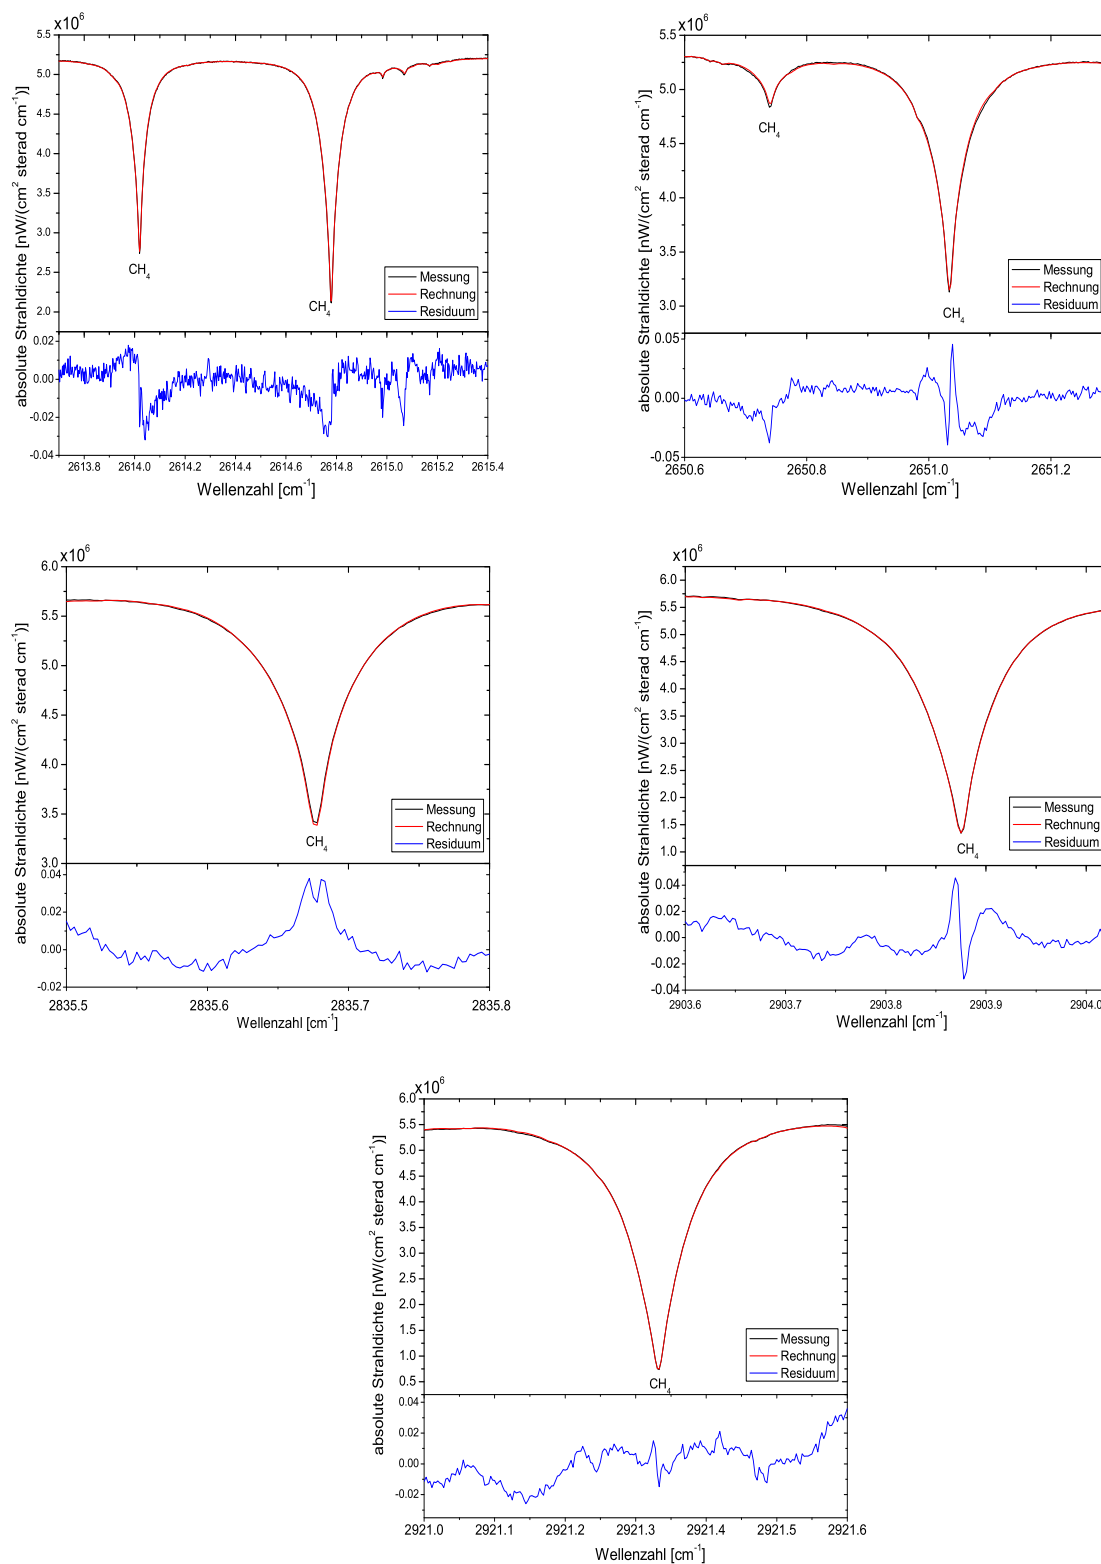 x10⁶
5.5
5.0
4.5
4.0
3.5
3.0
2.5
2.0
0.02
0.00
-0.02
-0.04
absolute Strahldichte [nW/(cm² sterad cm⁻¹)]
CH₄
CH₄
Messung
Rechnung
Residuum
2613.8 2614.0 2614.2 2614.4 2614.6 2614.8 2615.0 2615.2 2615.4
Wellenzahl [cm⁻¹]
x10⁶
5.5
5.0
4.5
4.0
3.5
3.0
0.05
0.00
-0.05
absolute Strahldichte [nW/(cm² sterad cm⁻¹)]
CH₄
CH₄
Messung
Rechnung
Residuum
2650.6 2650.8 2651.0 2651.2
Wellenzahl [cm⁻¹]
x10⁶
6.0
5.5
5.0
4.5
4.0
3.5
3.0
0.04
0.02
0.00
-0.02
absolute Strahldichte [nW/(cm² sterad cm⁻¹)]
CH₄
Messung
Rechnung
Residuum
2835.5 2835.6 2835.7 2835.8
Wellenzahl [cm⁻¹]
x10⁶
6.0
5.5
5.0
4.5
4.0
3.5
3.0
2.5
2.0
1.5
1.0
0.04
0.02
0.00
-0.02
-0.04
absolute Strahldichte [nW/(cm² sterad cm⁻¹)]
CH₄
Messung
Rechnung
Residuum
2903.6 2903.7 2903.8 2903.9 2904.0
Wellenzahl [cm⁻¹]
x10⁶
6.0
5.5
5.0
4.5
4.0
3.5
3.0
2.5
2.0
1.5
1.0
0.5
0.04
0.02
0.00
-0.02
absolute Strahldichte [nW/(cm² sterad cm⁻¹)]
CH₄
Messung
Rechnung
Residuum
2921.0 2921.1 2921.2 2921.3 2921.4 2921.5 2921.6
Wellenzahl [cm⁻¹]